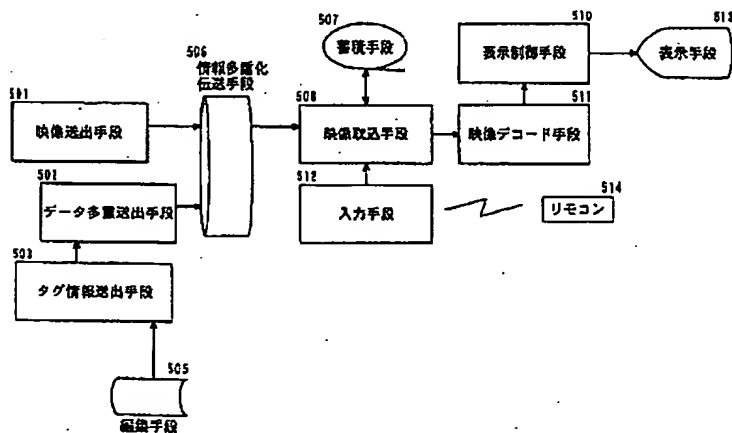 501
映像送出手段
502
データ多重送出手段
503
タグ情報送出手段
505
編集手段
506
情報多重化
伝送手段
507
蓄積手段
508
映像取込手段
512
入力手段
514
リモコン
510
表示制御手段
511
映像デコード手段
513
表示手段